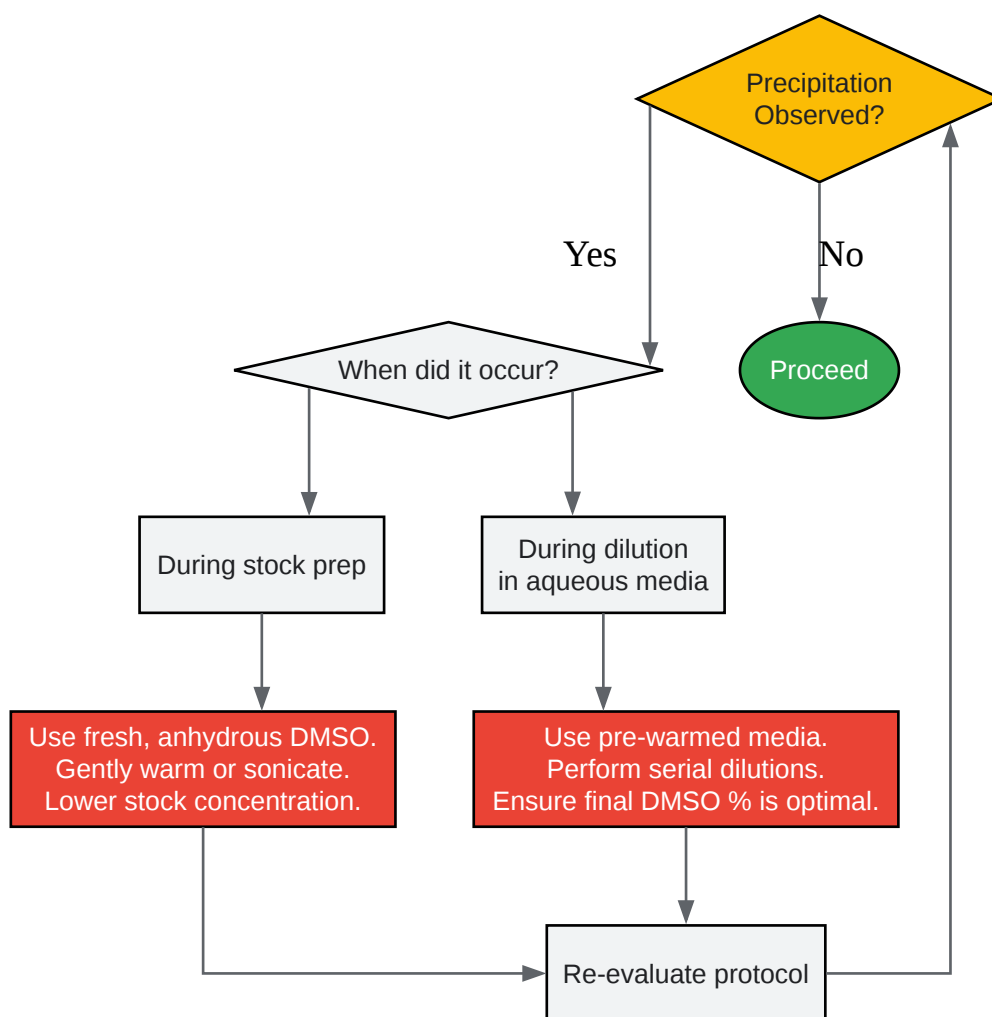 Precipitation
Observed?
Yes
No
When did it occur?
Proceed
During stock prep
During dilution
in aqueous media
Use fresh, anhydrous DMSO.
Gently warm or sonicate.
Lower stock concentration.
Use pre-warmed media.
Perform serial dilutions.
Ensure final DMSO % is optimal.
Re-evaluate protocol